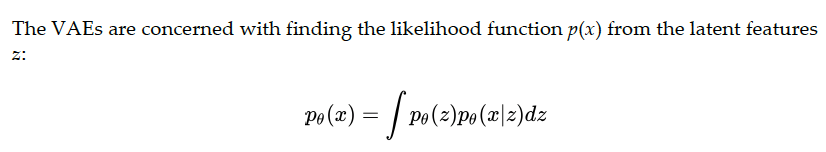 The VAEs are concerned with finding the likelihood function p(x) from the latent features
z:
pθ(x) = ∫ pθ(z)pθ(x|z)dz